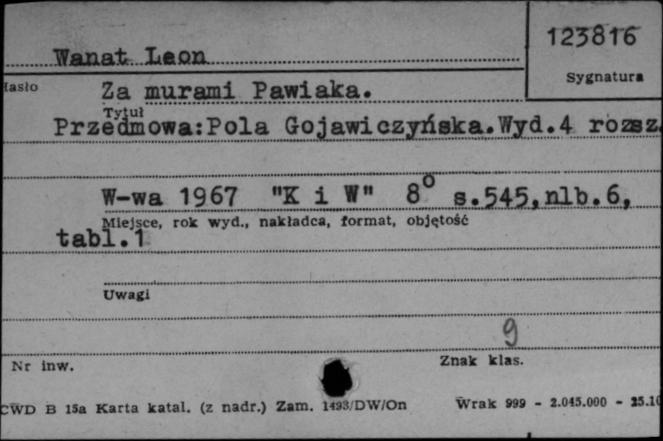 123816
Wanat Leon
Sygnatura
Hasło
Za murami Pawiaka.
Tytuł
Przedmowa:Pola Gojawiczyńska.Wyd.4 rozsz.
W-wa 1967 "K i W" 8° s.545,nlb.6,
Miejsce, rok wyd., nakładca, format, objętość
tabl.1
Uwagi
9
Nr inw.
Znak klas.
CWD B 15a Karta katal. (z nadr.) Zam. 1493/DW/On Wrak 999 - 2.045.000 - 25.10